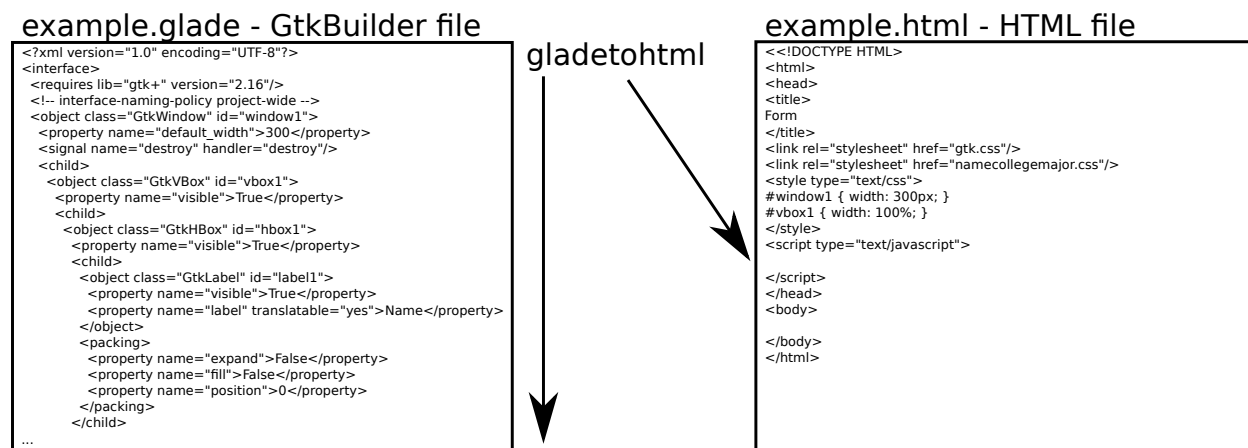 example.glade - GtkBuilder file
<?xml version="1.0" encoding="UTF-8"?>
<interface>
<requires lib="gtk+" version="2.16"/>
<!-- interface-naming-policy project-wide -->
<object class="GtkWindow" id="window1">
<property name="default_width">300</property>
<signal name="destroy" handler="destroy"/>
<child>
<object class="GtkVBox" id="vbox1">
<property name="visible">True</property>
<child>
<object class="GtkHBox" id="hbox1">
<property name="visible">True</property>
<child>
<object class="GtkLabel" id="label1">
<property name="visible">True</property>
<property name="label" translatable="yes">Name</property>
</object>
<packing>
<property name="expand">False</property>
<property name="fill">False</property>
<property name="position">0</property>
</packing>
</child>
...
gladetohtml
example.html - HTML file
<<!DOCTYPE HTML>
<html>
<head>
<title>
Form
</title>
<link rel="stylesheet" href="gtk.css"/>
<link rel="stylesheet" href="namecollegemajor.css"/>
<style type="text/css">
#window1 { width: 300px; }
#vbox1 { width: 100%; }
</style>
<script type="text/javascript">
</script>
</head>
<body>
</body>
</html>